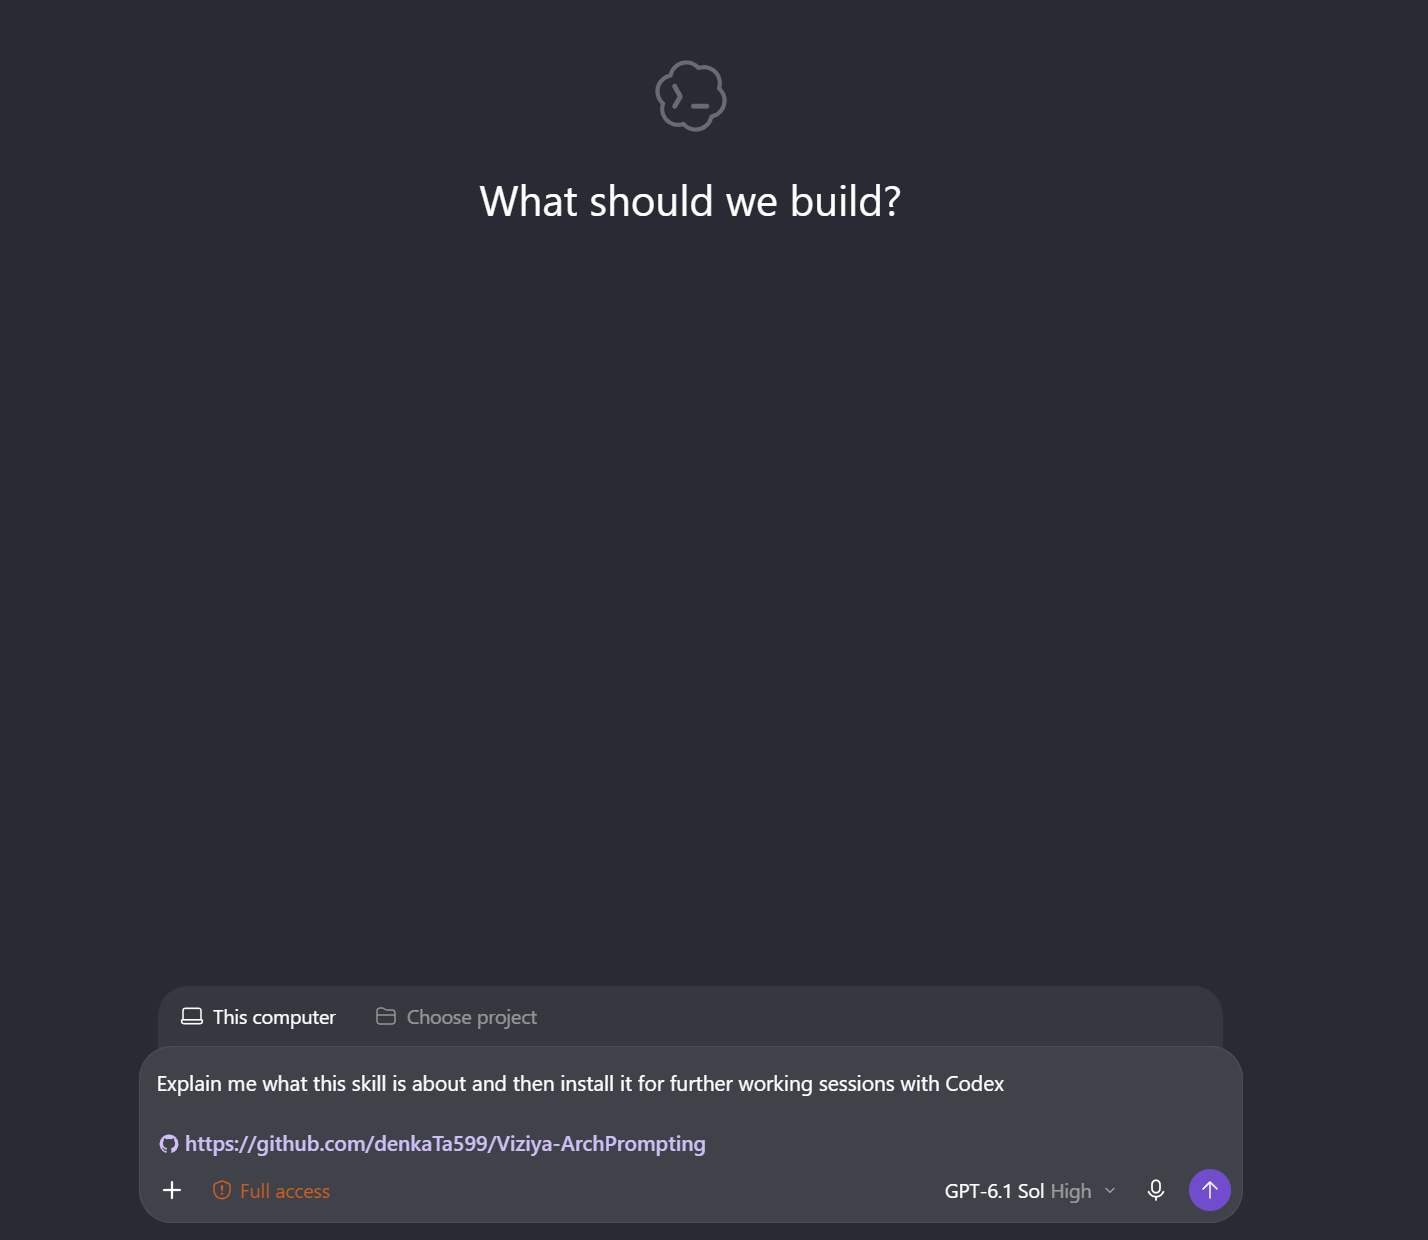 What should we build?
This computer
Choose project
Explain me what this skill is about and then install it for further working sessions with Codex
https://github.com/denkaTa599/Viziya-ArchPrompting
Full access
GPT-6.1 Sol High